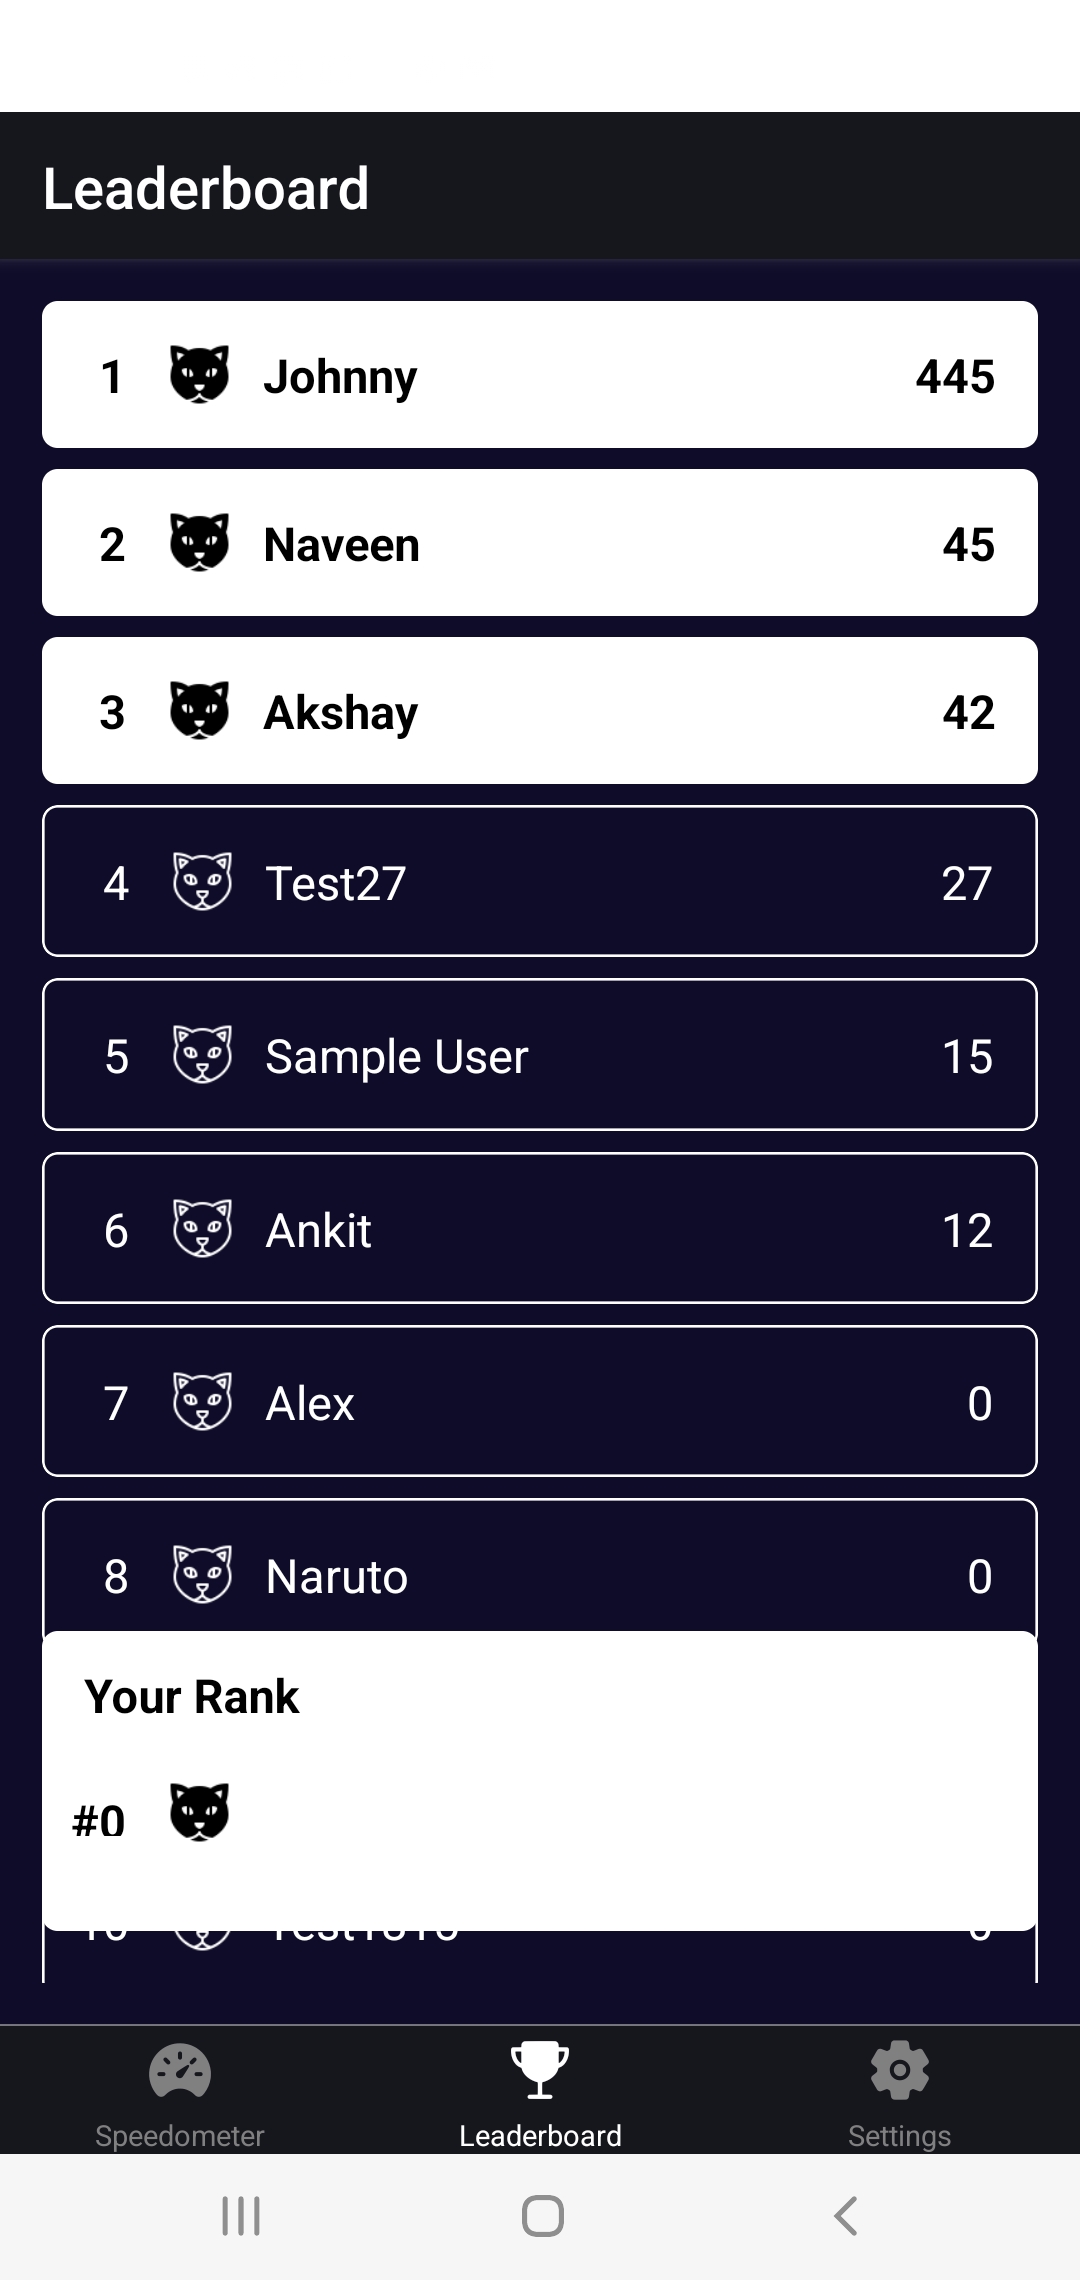 Leaderboard
1 Johnny 445
2 Naveen 45
3 Akshay 42
4 Test27 27
5 Sample User 15
6 Ankit 12
7 Alex 0
8 Naruto 0
Your Rank
#0
Speedometer Leaderboard Settings